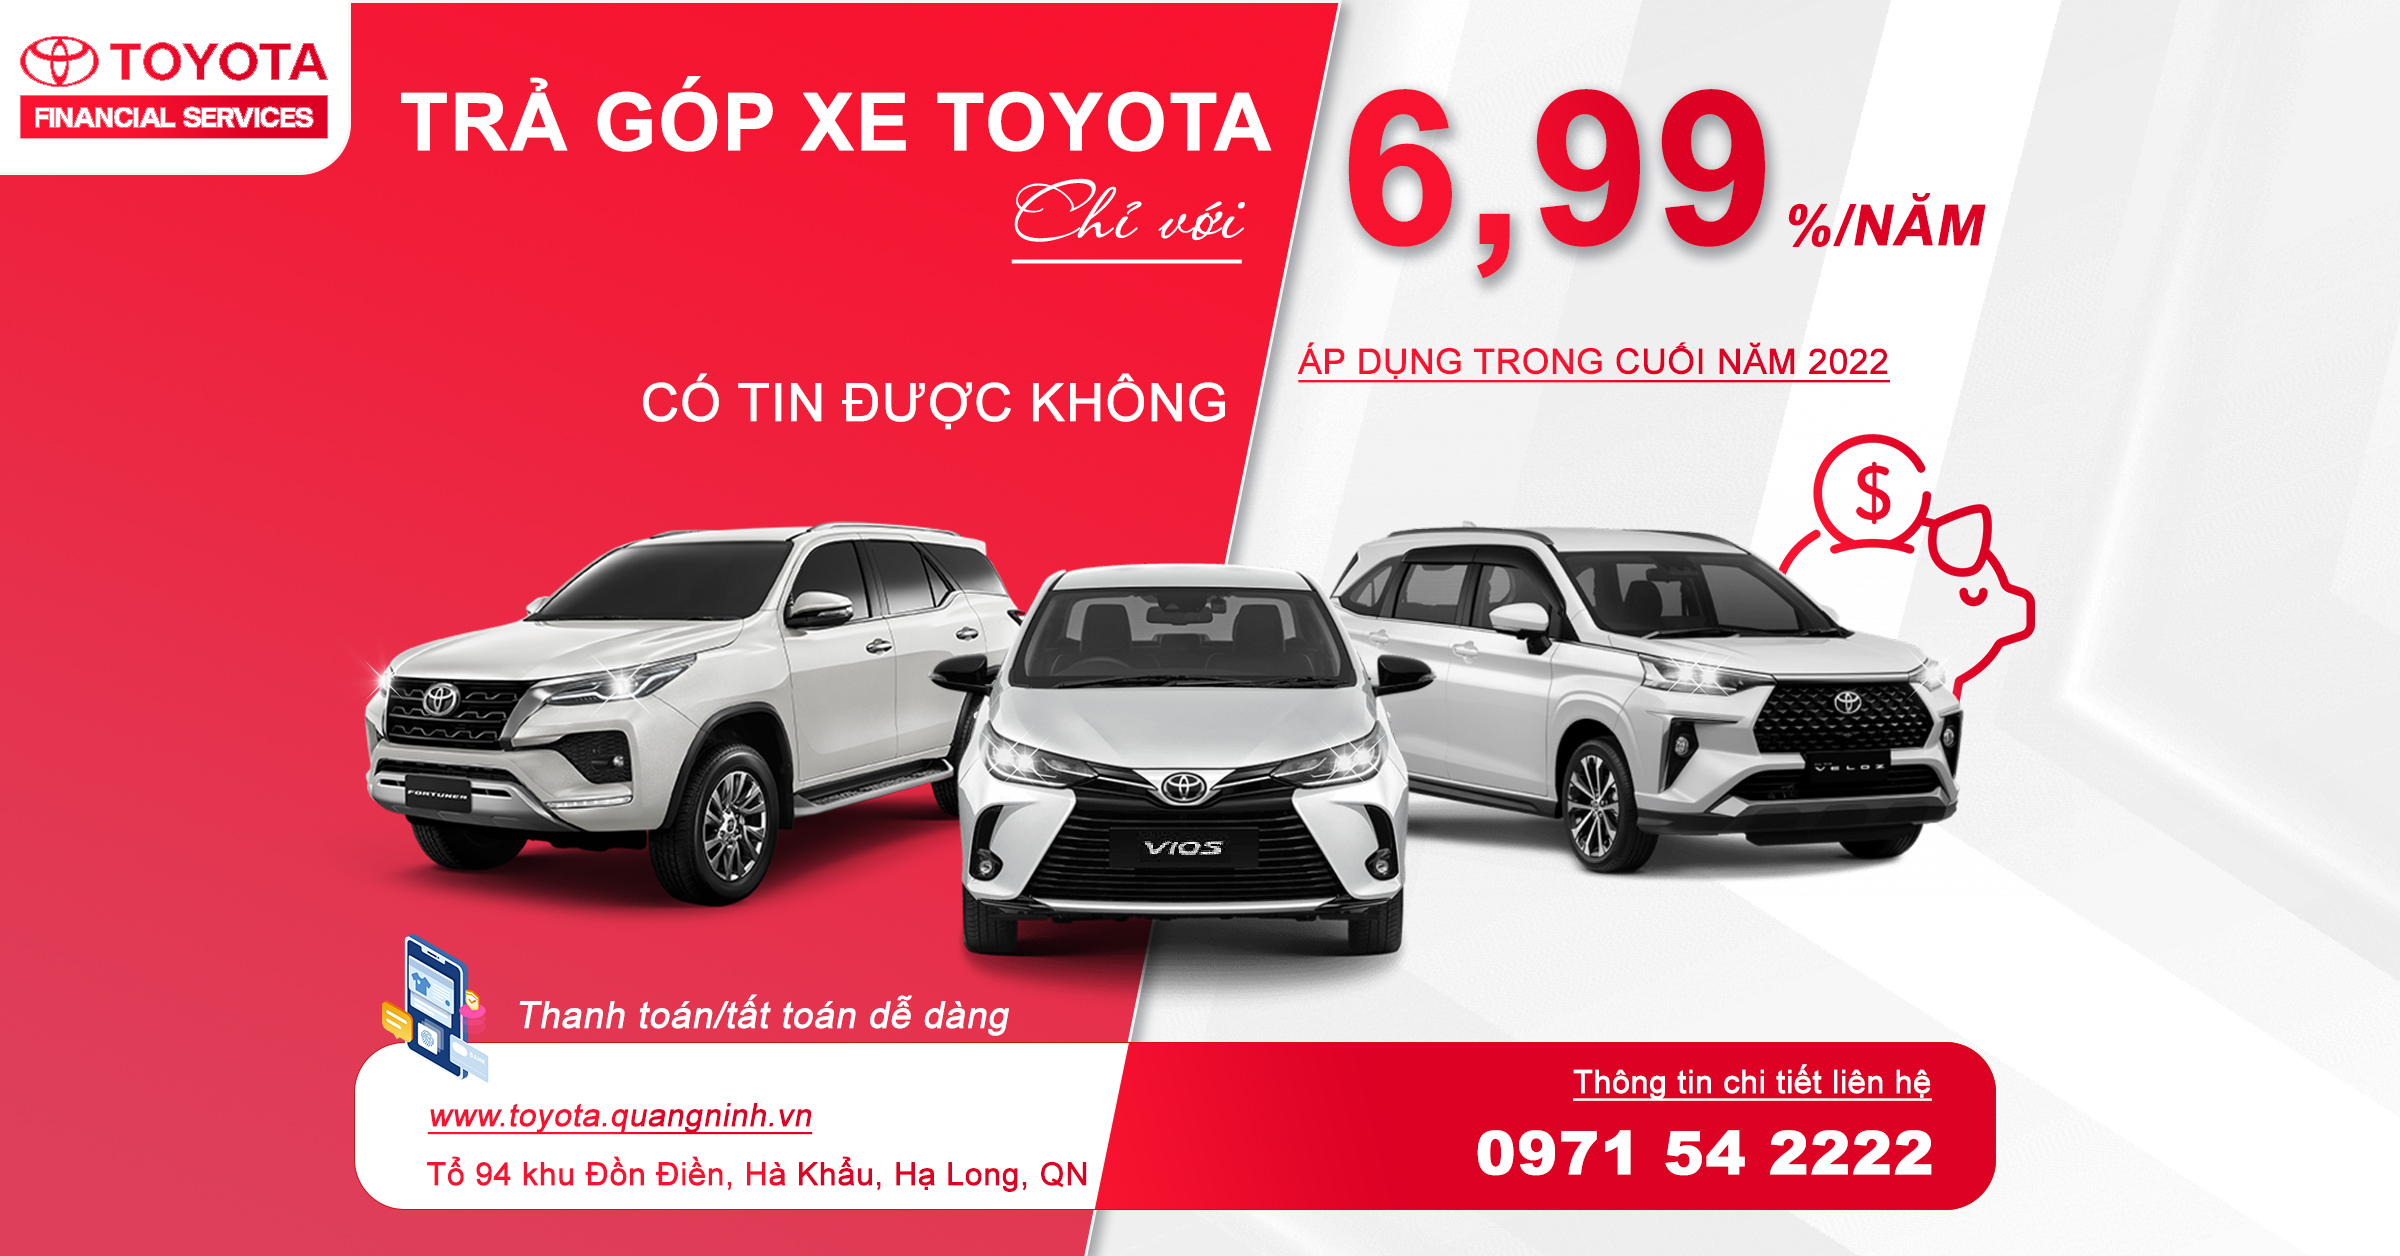 TOYOTA
FINANCIAL SERVICES
TRẢ GÓP XE TOYOTA
Chỉ với
6,99 %/NĂM
ÁP DỤNG TRONG CUỐI NĂM 2022
CÓ TIN ĐƯỢC KHÔNG
$
FORTUNER
VIOS
VELOZ
Thanh toán/tất toán dễ dàng
BANK
www.toyota.quangninh.vn
Tổ 94 khu Đồn Điền, Hà Khẩu, Hạ Long, QN
Thông tin chi tiết liên hệ
0971 54 2222